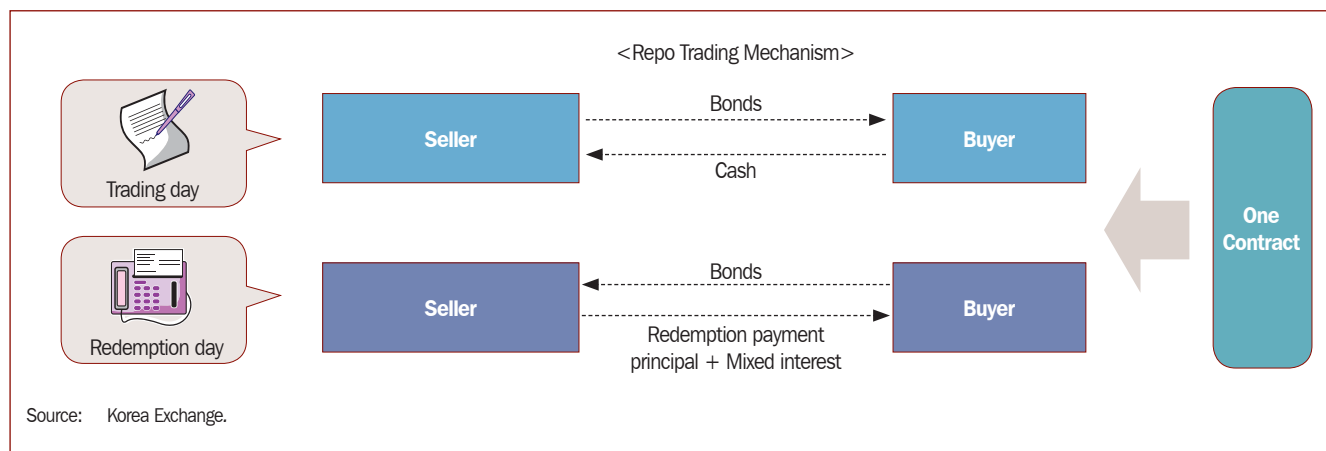 <Repo Trading Mechanism>
Trading day
Seller
Bonds
Cash
Buyer
One
Contract
Redemption day
Seller
Bonds
Redemption payment
principal + Mixed interest
Buyer
Source: Korea Exchange.